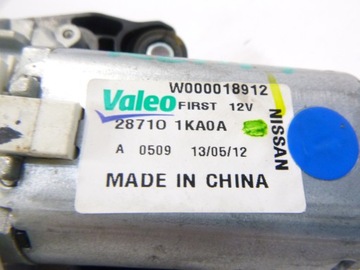 W000018912
Valeo FIRST 12V
28710 1KA0A
NISSAN
A 0509 13/05/12
MADE IN CHINA